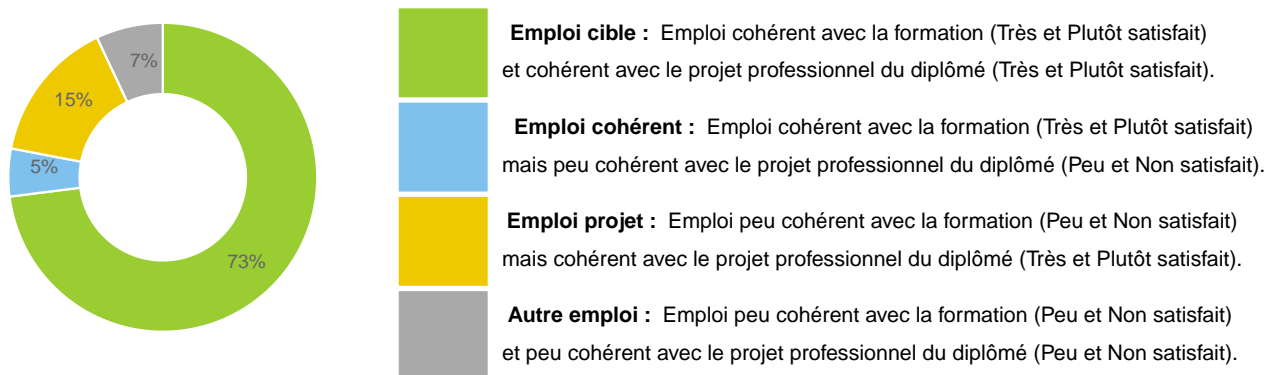 7%
15%
5%
73%
Emploi cible : Emploi cohérent avec la formation (Très et Plutôt satisfait)
et cohérent avec le projet professionnel du diplômé (Très et Plutôt satisfait).
Emploi cohérent : Emploi cohérent avec la formation (Très et Plutôt satisfait)
mais peu cohérent avec le projet professionnel du diplômé (Peu et Non satisfait).
Emploi projet : Emploi peu cohérent avec la formation (Peu et Non satisfait)
mais cohérent avec le projet professionnel du diplômé (Très et Plutôt satisfait).
Autre emploi : Emploi peu cohérent avec la formation (Peu et Non satisfait)
et peu cohérent avec le projet professionnel du diplômé (Peu et Non satisfait).